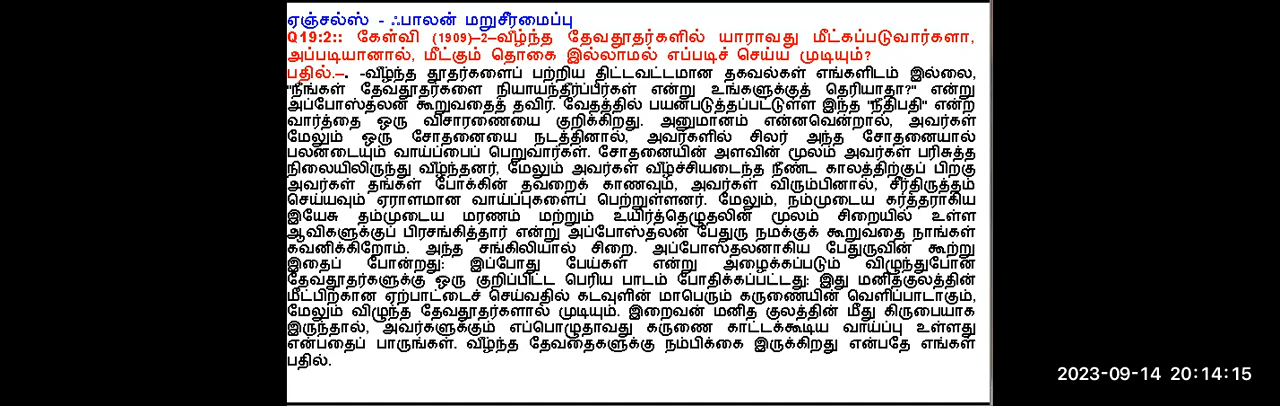 ஏஞ்சல்ஸ் - ஃபாலன் மறுசீரமைப்பு
Q19:2:: கேள்வி (1909)–2–வீழ்ந்த தேவதூதர்களில் யாராவது மீட்கப்படுவார்களா,
அப்படியானால், மீட்கும் தொகை இல்லாமல் எப்படிச் செய்ய முடியும்?
பதில்.–. -வீழ்ந்த தூதர்களைப் பற்றிய திட்டவட்டமான தகவல்கள் எங்களிடம் இல்லை,
"நீங்கள் தேவதூதர்களை நியாயந்தீர்ப்பீர்கள் என்று உங்களுக்குத் தெரியாதா?" என்று
அப்போஸ்தலன் கூறுவதைத் தவிர. வேதத்தில் பயன்படுத்தப்பட்டுள்ள இந்த "நீதிபதி" என்ற
வார்த்தை ஒரு விசாரணையை குறிக்கிறது. அனுமானம் என்னவென்றால், அவர்கள்
மேலும் ஒரு சோதனையை நடத்தினால், அவர்களில் சிலர் அந்த சோதனையால்
பலனடையும் வாய்ப்பைப் பெறுவார்கள். சோதனையின் அளவின் மூலம் அவர்கள் பரிசுத்த
நிலையிலிருந்து வீழ்ந்தனர், மேலும் அவர்கள் வீழ்ச்சியடைந்த நீண்ட காலத்திற்குப் பிறகு
அவர்கள் தங்கள் போக்கின் தவறைக் காணவும், அவர்கள் விரும்பினால், சீர்திருத்தம்
செய்யவும் ஏராளமான வாய்ப்புகளைப் பெற்றுள்ளனர். மேலும், நம்முடைய கர்த்தராகிய
இயேசு தம்முடைய மரணம் மற்றும் உயிர்த்தெழுதலின் மூலம் சிறையில் உள்ள
ஆவிகளுக்குப் பிரசங்கித்தார் என்று அப்போஸ்தலன் பேதுரு நமக்குக் கூறுவதை நாங்கள்
கவனிக்கிறோம். அந்த சங்கிலியால் சிறை. அப்போஸ்தலனாகிய பேதுருவின் கூற்று
இதைப் போன்றது: இப்போது பேய்கள் என்று அழைக்கப்படும் விழுந்துபோன
தேவதூதர்களுக்கு ஒரு குறிப்பிட்ட பெரிய பாடம் போதிக்கப்பட்டது: இது மனிதகுலத்தின்
மீட்பிற்கான ஏற்பாட்டைச் செய்வதில் கடவுளின் மாபெரும் கருணையின் வெளிப்பாடாகும்,
மேலும் விழுந்த தேவதூதர்களால் முடியும். இறைவன் மனித குலத்தின் மீது கிருபையாக
இருந்தால், அவர்களுக்கும் எப்பொழுதாவது கருணை காட்டக்கூடிய வாய்ப்பு உள்ளது
என்பதைப் பாருங்கள். வீழ்ந்த தேவதைகளுக்கு நம்பிக்கை இருக்கிறது என்பதே எங்கள்
பதில்.
2023-09-14 20:14:15